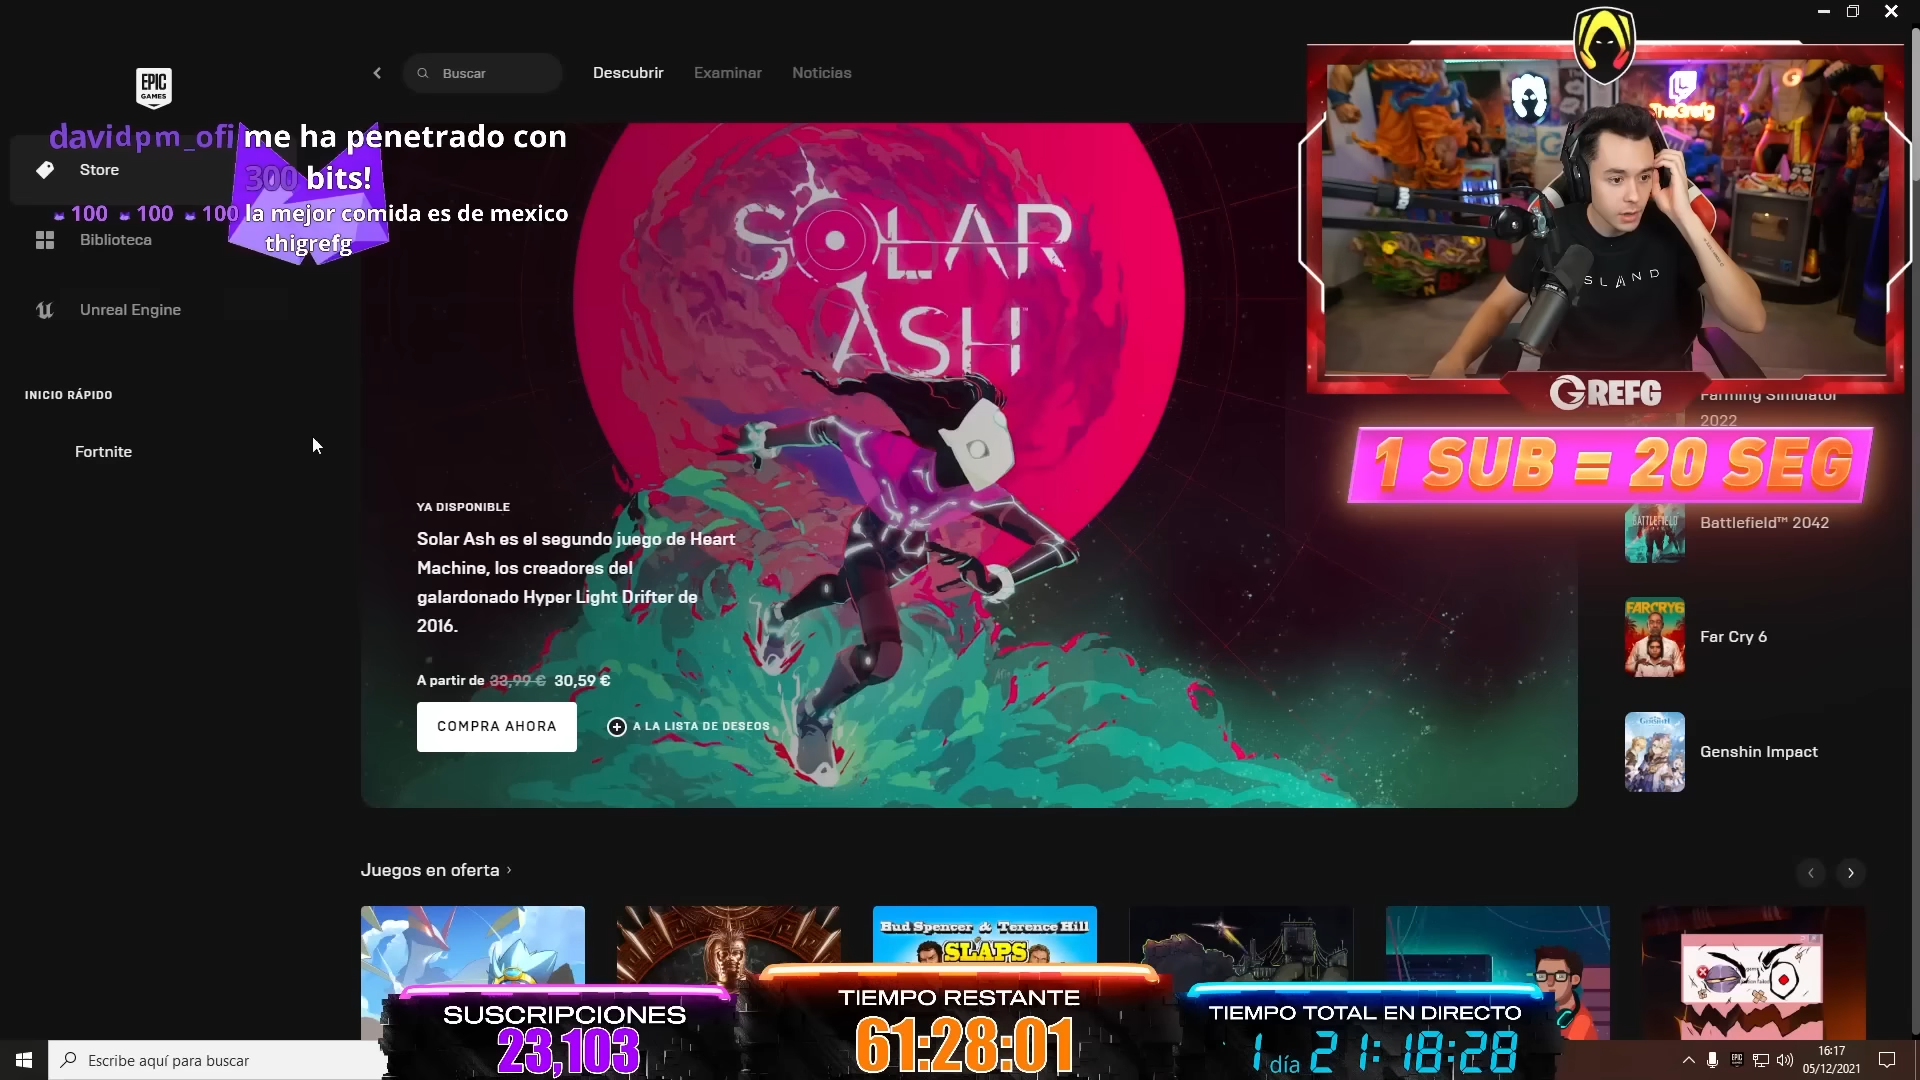 EPIC
GAMES
Buscar
Descubrir
Examinar
Noticias
davidpm_ofi me ha penetrado con
300 bits!
100 100 100 la mejor comida es de mexico
thigrefg
Store
Biblioteca
Unreal Engine
INICIO RÁPIDO
Fortnite
SOLAR
ASH
YA DISPONIBLE
Solar Ash es el segundo juego de Heart
Machine, los creadores del
galardonado Hyper Light Drifter de
2016.
A partir de 33,99 € 30,59 €
COMPRA AHORA
A LA LISTA DE DESEOS
TheGrefg
SLAND
GREFG
Farming Simulator
2022
1 SUB = 20 SEG
BATTLEFIELD
Battlefield™ 2042
FARCRY6
Far Cry 6
Genshin Impact
Juegos en oferta
Bud Spencer & Terence Hill
SLAPS
SUSCRIPCIONES
23,103
TIEMPO RESTANTE
61:28:01
TIEMPO TOTAL EN DIRECTO
1 día 21:18:28
Escribe aquí para buscar
16:17
05/12/2021